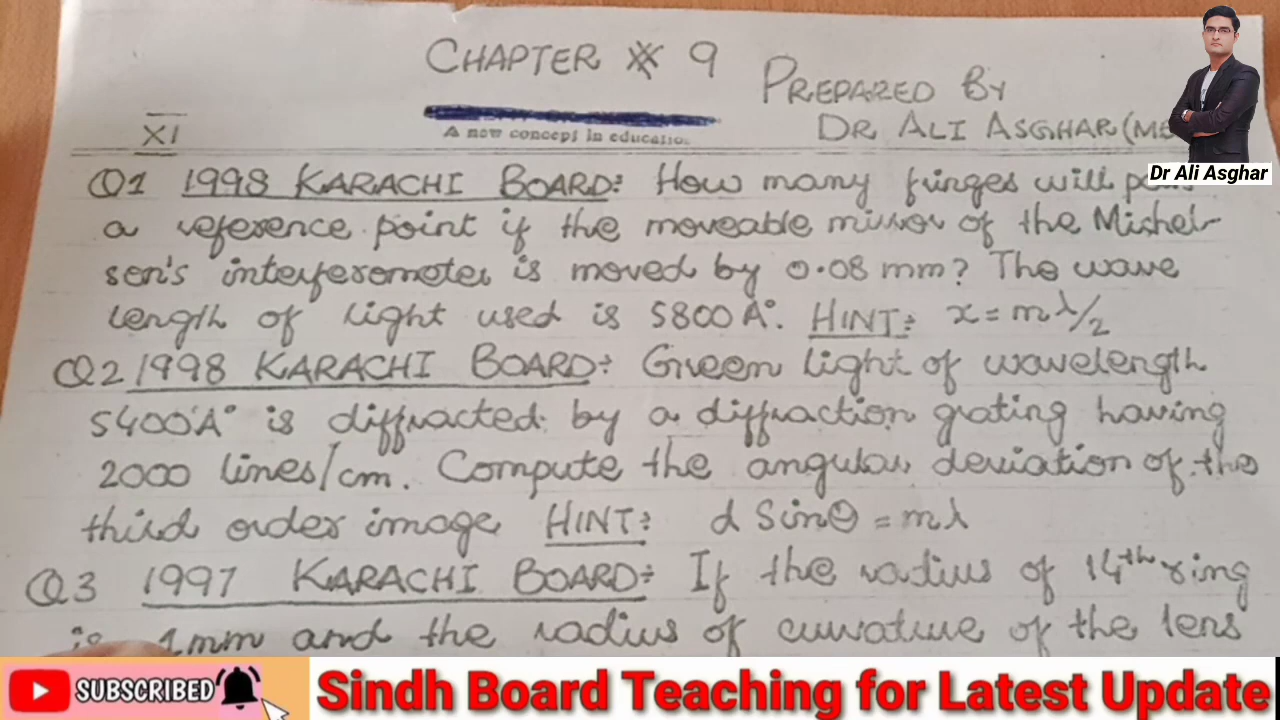 CHAPTER # 9
PREPARED BY
A new concept in educatio
XI
DR ALI ASGHAR (M
Dr Ali Asghar
Q1 1998 KARACHI BOARD: How many fringes will
a reference point if the moveable mirror of the Michel
son's interferometer is moved by 0.08 mm? The wave
length of light used is 5800 A°. HINT: x = mλ/2
Q2 1998 KARACHI BOARD: Green light of wavelength
5400 A° is diffracted by a diffraction grating having
2000 lines/cm. Compute the angular deviation of the
third order image HINT: d Sinθ = mλ
Q3 1997 KARACHI BOARD: If the radius of 14th ring
is 1mm and the radius of curvature of the lens
SUBSCRIBED
Sindh Board Teaching for Latest Update